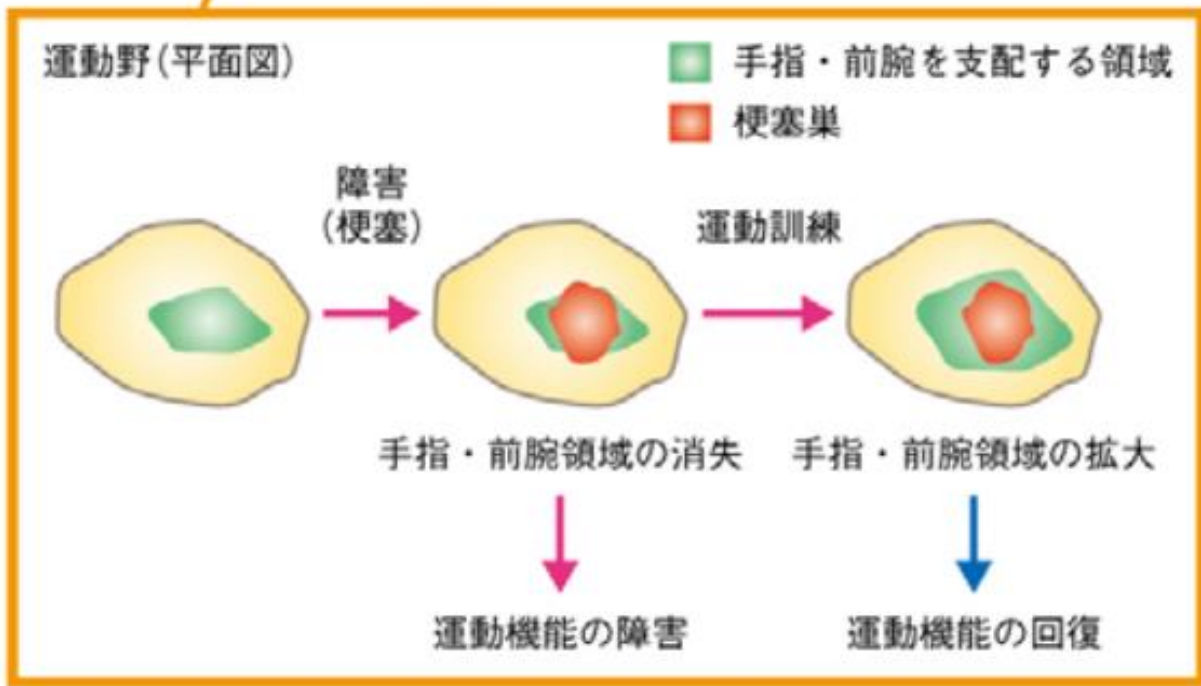 運動野(平面図)
手指・前腕を支配する領域
梗塞巣
障害
(梗塞)
運動訓練
手指・前腕領域の消失
手指・前腕領域の拡大
運動機能の障害
運動機能の回復